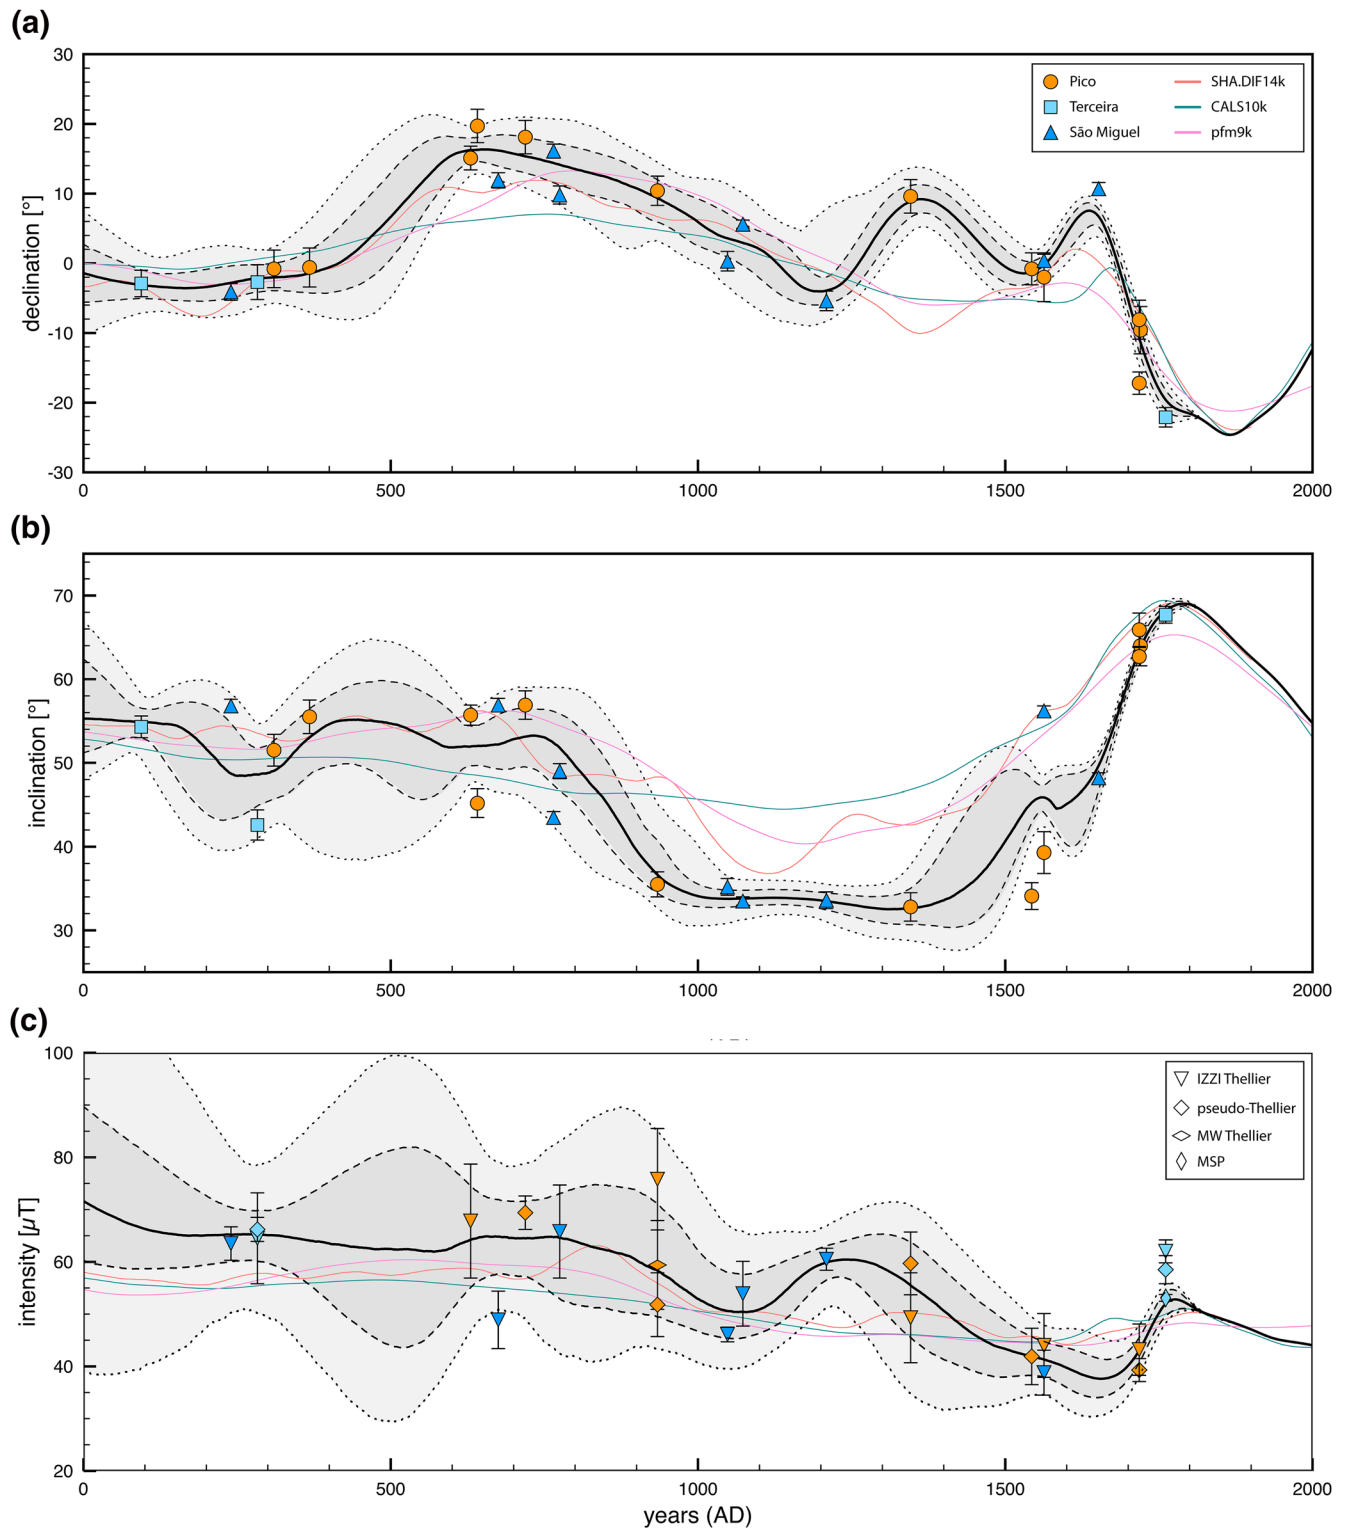 (a)
30
20
10
0
-10
-20
-30
declination [°]
Pico
Terceira
São Miguel
SHA.DIF14k
CALS10k
pfm9k
0 500 1000 1500 2000
(b)
70
60
50
40
30
inclination [°]
0 500 1000 1500 2000
(c)
100
80
60
40
20
intensity [μT]
IZZI Thellier
pseudo-Thellier
MW Thellier
MSP
0 500 1000 1500 2000
years (AD)